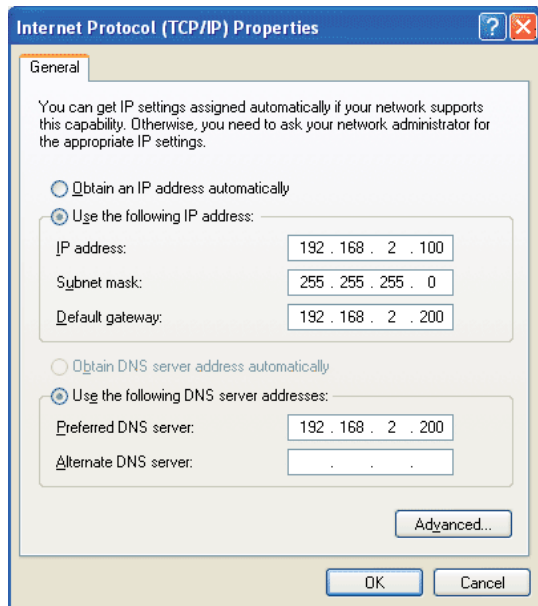 Internet Protocol (TCP/IP) Properties
General
You can get IP settings assigned automatically if your network supports
this capability. Otherwise, you need to ask your network administrator for
the appropriate IP settings.
Obtain an IP address automatically
Use the following IP address:
IP address: 192 . 168 . 2 . 100
Subnet mask: 255 . 255 . 255 . 0
Default gateway: 192 . 168 . 2 . 200
Obtain DNS server address automatically
Use the following DNS server addresses:
Preferred DNS server: 192 . 168 . 2 . 200
Alternate DNS server: . . .
Advanced...
OK Cancel